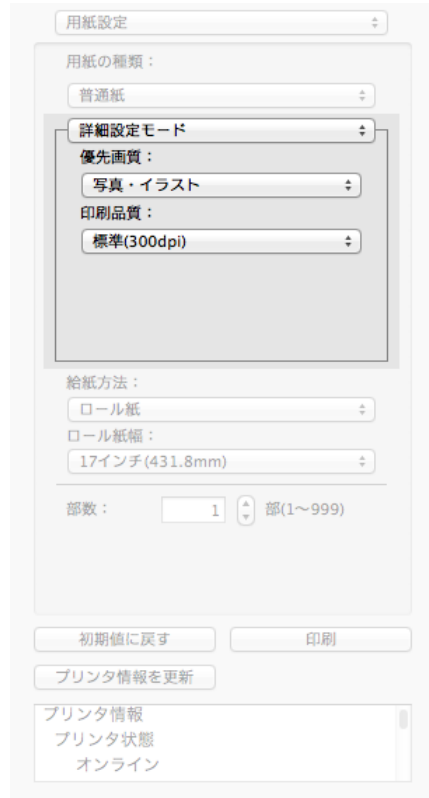 用紙設定
用紙の種類：
普通紙
詳細設定モード
優先画質：
写真・イラスト
印刷品質：
標準(300dpi)
給紙方法：
ロール紙
ロール紙幅：
17インチ(431.8mm)
部数： 1 部(1〜999)
初期値に戻す 印刷
プリンタ情報を更新
プリンタ情報
プリンタ状態
オンライン